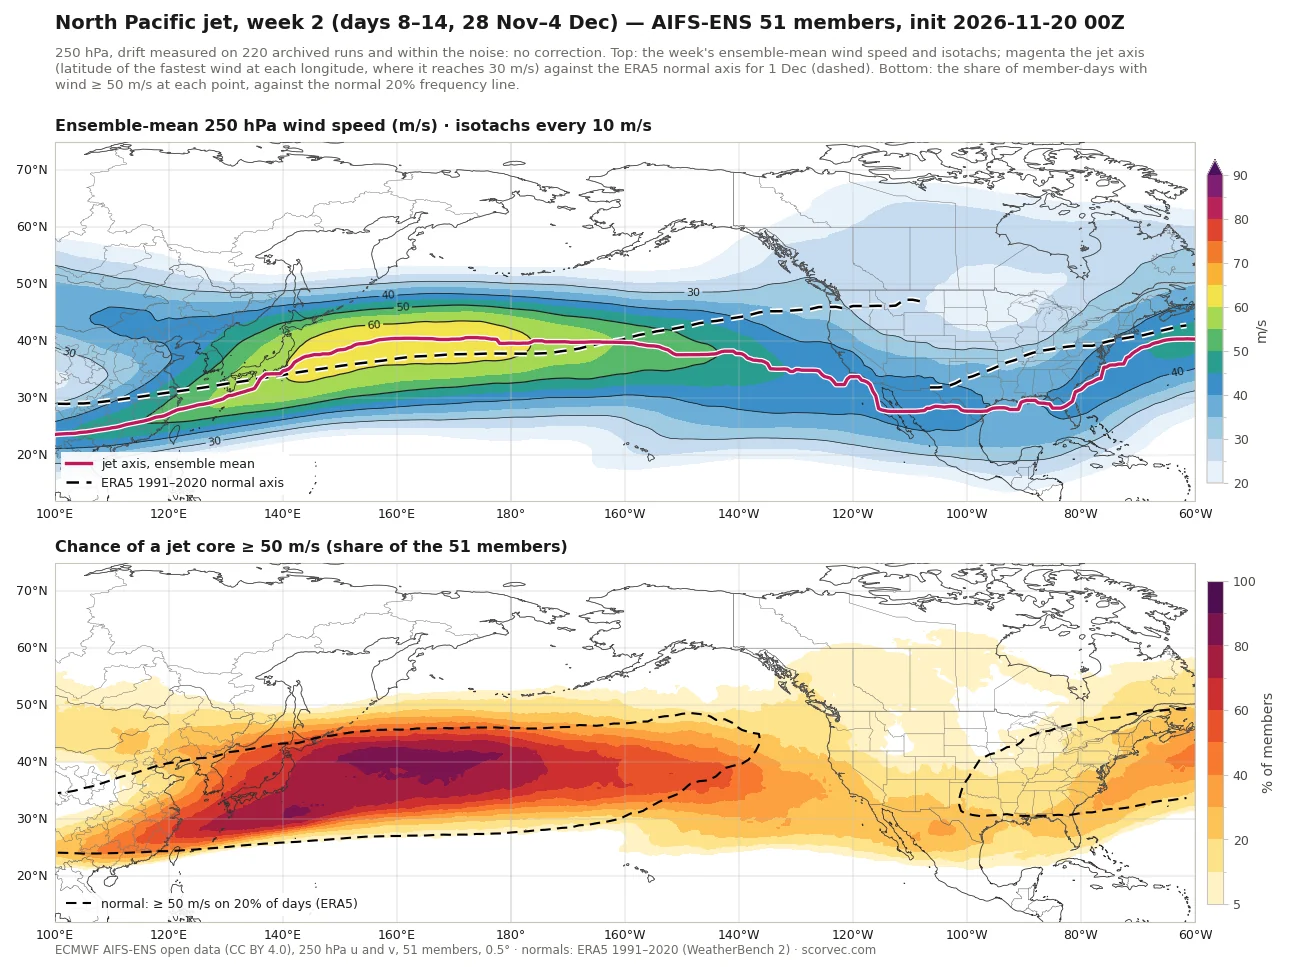 North Pacific jet, week 2 (days 8–14, 28 Nov–4 Dec) — AIFS-ENS 51 members, init 2026-11-20 00Z
250 hPa, drift measured on 220 archived runs and within the noise: no correction. Top: the week's ensemble-mean wind speed and isotachs; magenta the jet axis
(latitude of the fastest wind at each longitude, where it reaches 30 m/s) against the ERA5 normal axis for 1 Dec (dashed). Bottom: the share of member-days with
wind ≥ 50 m/s at each point, against the normal 20% frequency line.
Ensemble-mean 250 hPa wind speed (m/s) · isotachs every 10 m/s
70°N
60°N
50°N
40°N
30°N
20°N
40
50
60
30
30
30
40
jet axis, ensemble mean
ERA5 1991–2020 normal axis
100°E 120°E 140°E 160°E 180° 160°W 140°W 120°W 100°W 80°W 60°W
90
80
70
60
50
40
30
20
m/s
Chance of a jet core ≥ 50 m/s (share of the 51 members)
70°N
60°N
50°N
40°N
30°N
20°N
normal: ≥ 50 m/s on 20% of days (ERA5)
100°E 120°E 140°E 160°E 180° 160°W 140°W 120°W 100°W 80°W 60°W
100
80
60
40
20
5
% of members
ECMWF AIFS-ENS open data (CC BY 4.0), 250 hPa u and v, 51 members, 0.5° · normals: ERA5 1991–2020 (WeatherBench 2) · scorvec.com